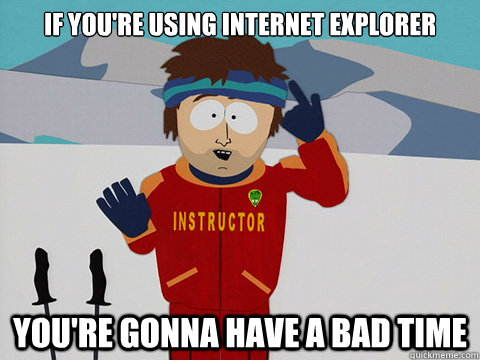 IF YOU'RE USING INTERNET EXPLORER
INSTRUCTOR
YOU'RE GONNA HAVE A BAD TIME
quickmeme.com